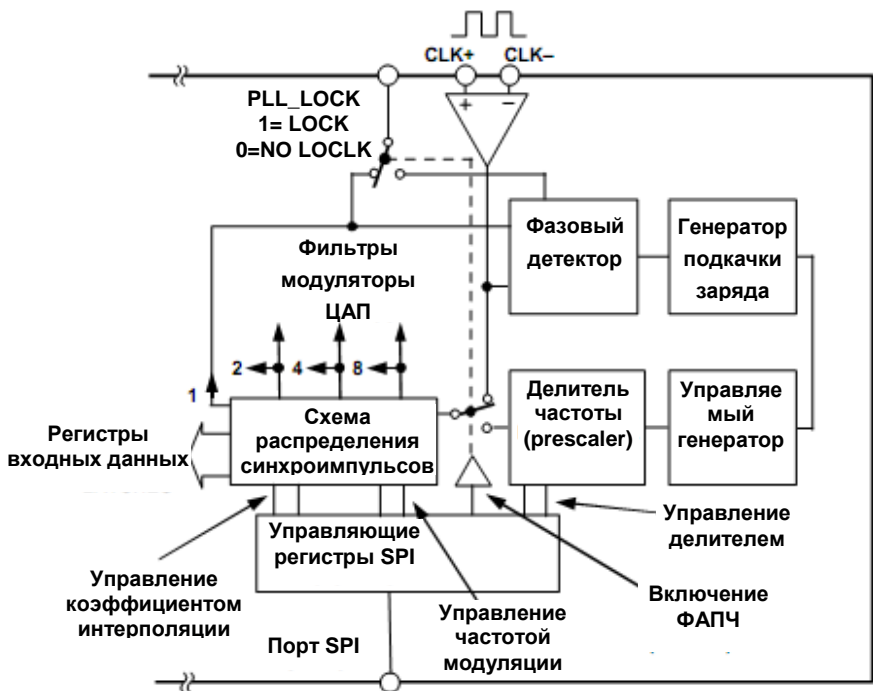 CLK+ CLK–
PLL_LOCK
1= LOCK
0=NO LOCLK
+ –
Фазовый
детектор
Генератор
подкачки
заряда
Фильтры
модуляторы
ЦАП
2 4 8
1
Схема
распределения
синхроимпульсов
Делитель
частоты
(prescaler)
Управляе
мый
генератор
Регистры
входных данных
Управляющие
регистры SPI
Управление
делителем
Управление
коэффициентом
интерполяции
Порт SPI
Управление
частотой
модуляции
Включение
ФАПЧ